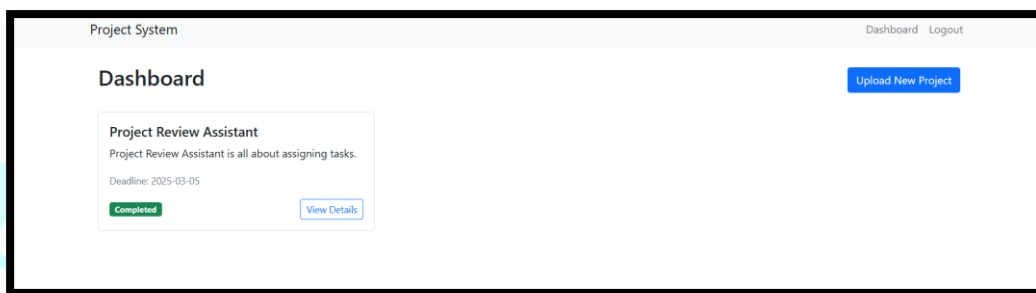 Project System
Dashboard Logout
Dashboard
Upload New Project
Project Review Assistant
Project Review Assistant is all about assigning tasks.
Deadline: 2025-03-05
Completed
View Details